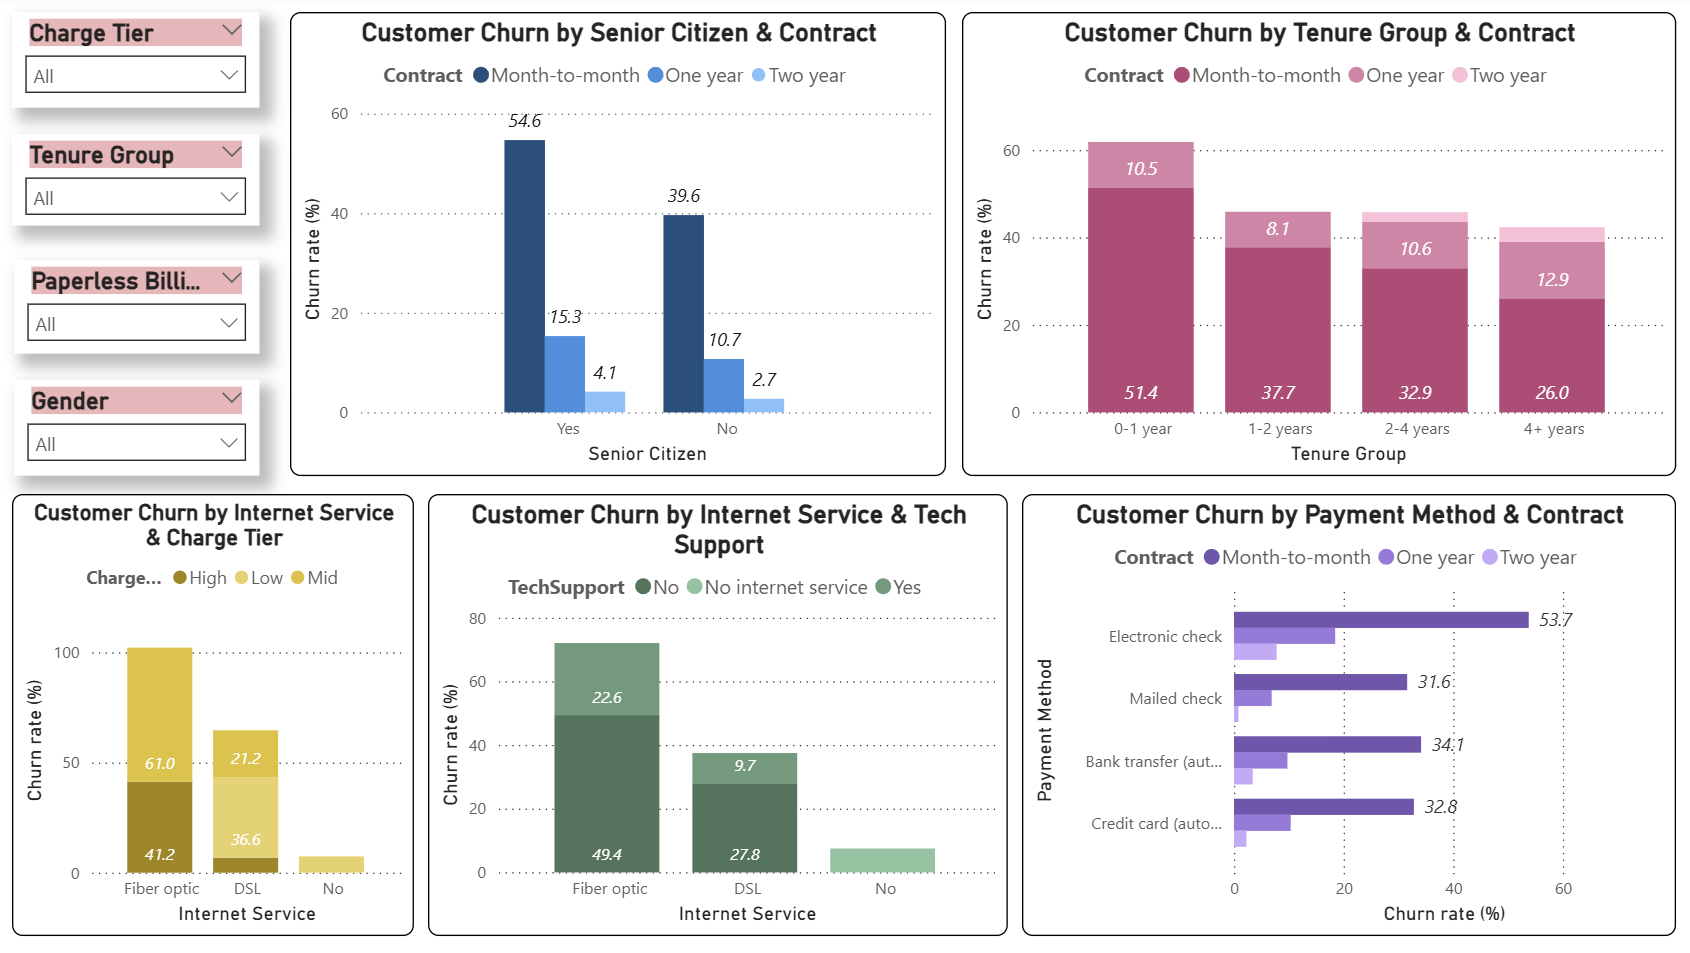 Charge Tier
All
Tenure Group
All
Paperless Billi...
All
Gender
All
Customer Churn by Senior Citizen & Contract
Contract Month-to-month One year Two year
Churn rate (%)
60
40
20
0
54.6
15.3
4.1
39.6
10.7
2.7
Yes
No
Senior Citizen
Customer Churn by Tenure Group & Contract
Contract Month-to-month One year Two year
Churn rate (%)
60
40
20
0
10.5
51.4
8.1
37.7
10.6
32.9
12.9
26.0
0-1 year
1-2 years
2-4 years
4+ years
Tenure Group
Customer Churn by Internet Service
& Charge Tier
Charge... High Low Mid
Churn rate (%)
100
50
0
61.0
41.2
21.2
36.6
Fiber optic
DSL
No
Internet Service
Customer Churn by Internet Service & Tech
Support
TechSupport No No internet service Yes
Churn rate (%)
80
60
40
20
0
22.6
49.4
9.7
27.8
Fiber optic
DSL
No
Internet Service
Customer Churn by Payment Method & Contract
Contract Month-to-month One year Two year
Payment Method
Electronic check
53.7
Mailed check
31.6
Bank transfer (aut...
34.1
Credit card (auto...
32.8
0
20
40
60
Churn rate (%)